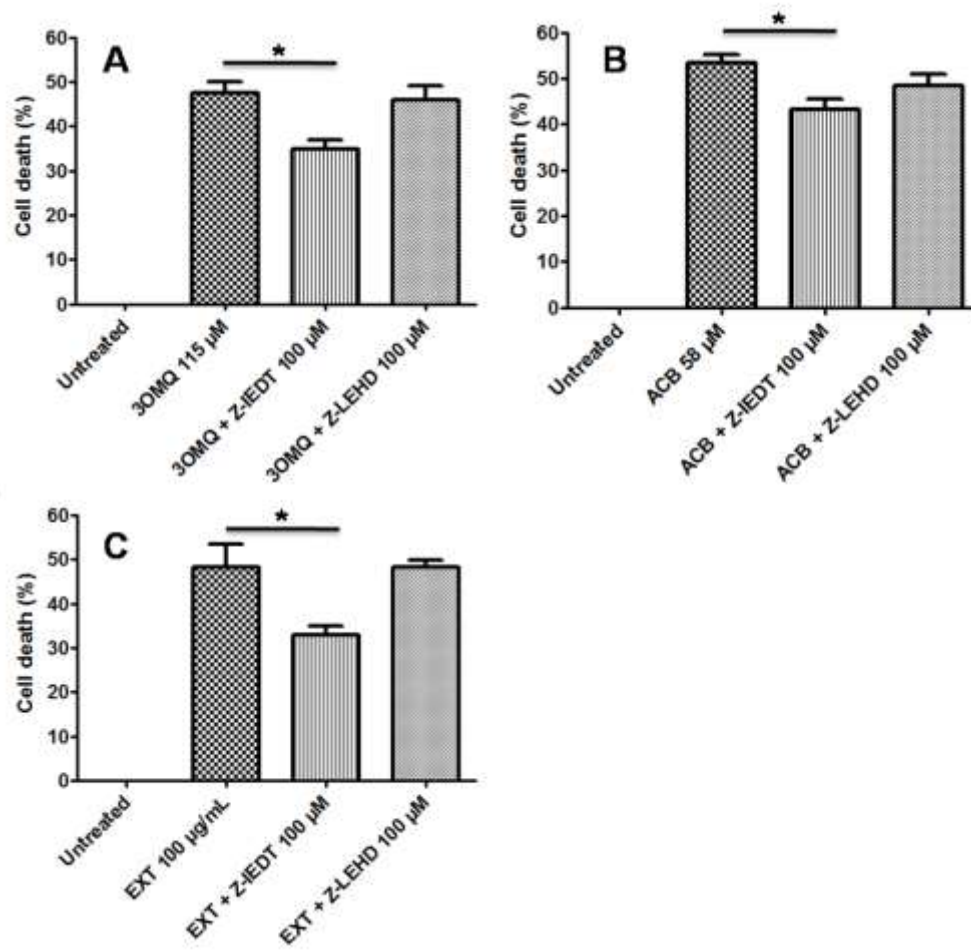 A
*
Cell death (%)
60
50
40
30
20
10
0
Untreated
3OMQ 115 µM
3OMQ + Z-IEDT 100 µM
3OMQ + Z-LEHD 100 µM
B
*
Cell death (%)
60
50
40
30
20
10
0
Untreated
ACB 58 µM
ACB + Z-IEDT 100 µM
ACB + Z-LEHD 100 µM
C
*
Cell death (%)
60
50
40
30
20
10
0
Untreated
EXT 100 µg/mL
EXT + Z-IEDT 100 µM
EXT + Z-LEHD 100 µM